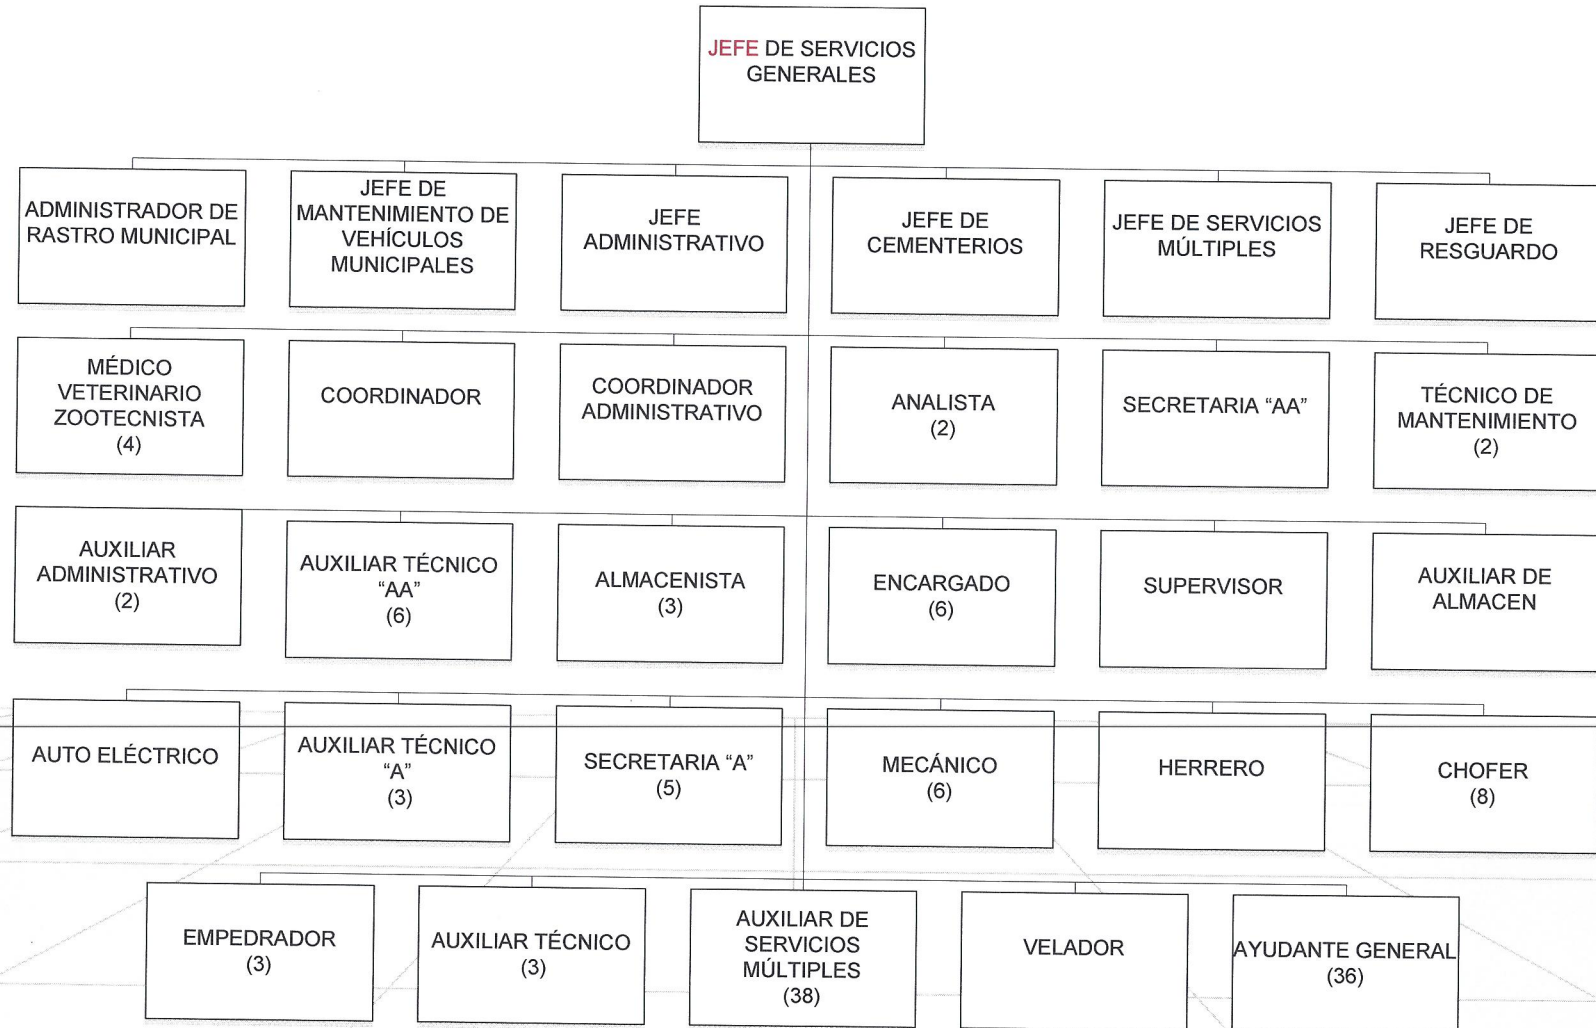 JEFE DE SERVICIOS
GENERALES
ADMINISTRADOR DE
RASTRO MUNICIPAL
JEFE DE
MANTENIMIENTO DE
VEHÍCULOS
MUNICIPALES
JEFE
ADMINISTRATIVO
JEFE DE
CEMENTERIOS
JEFE DE SERVICIOS
MÚLTIPLES
JEFE DE
RESGUARDO
MÉDICO
VETERINARIO
ZOOTECNISTA
(4)
COORDINADOR
COORDINADOR
ADMINISTRATIVO
ANALISTA
(2)
SECRETARIA “AA”
TÉCNICO DE
MANTENIMIENTO
(2)
AUXILIAR
ADMINISTRATIVO
(2)
AUXILIAR TÉCNICO
“AA”
(6)
ALMACENISTA
(3)
ENCARGADO
(6)
SUPERVISOR
AUXILIAR DE
ALMACEN
AUTO ELÉCTRICO
AUXILIAR TÉCNICO
“A”
(3)
SECRETARIA “A”
(5)
MECÁNICO
(6)
HERRERO
CHOFER
(8)
EMPEDRADOR
(3)
AUXILIAR TÉCNICO
(3)
AUXILIAR DE
SERVICIOS
MÚLTIPLES
(38)
VELADOR
AYUDANTE GENERAL
(36)